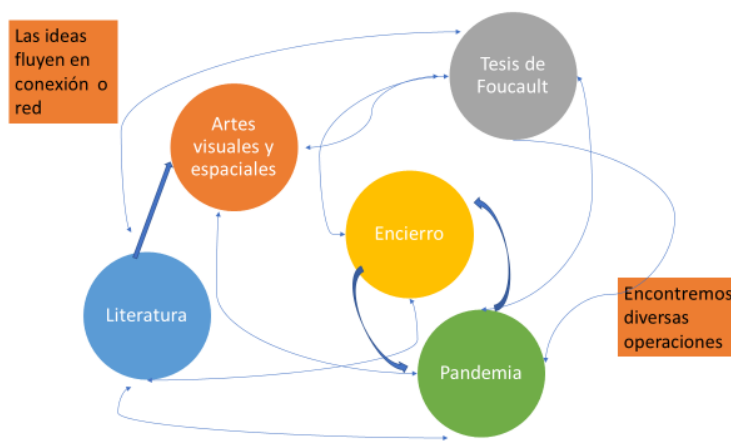 Las ideas
fluyen en
conexión o
red
Tesis de
Foucault
Artes
visuales y
espaciales
Encierro
Literatura
Encontremos
diversas
operaciones
Pandemia